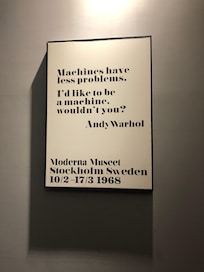 Machines have
less problems.
I'd like to be
a machine,
wouldn't you?
Andy Warhol
Moderna Museet
Stockholm Sweden
10/2–17/3 1968